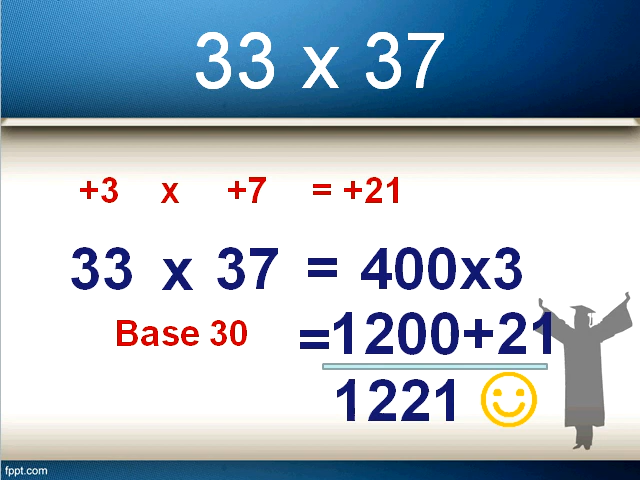 33 x 37
+3 x +7 = +21
33 x 37 = 400x3
Base 30 =1200+21
1221
fppt.com